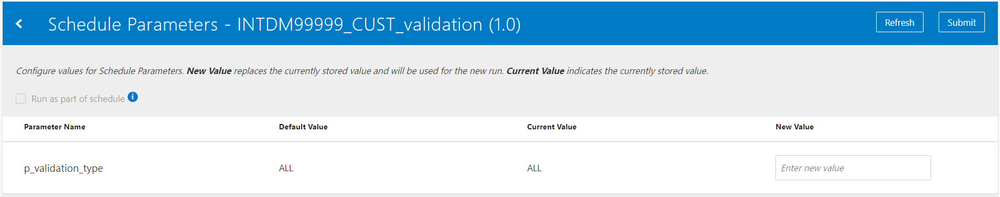 Schedule Parameters - INTDM99999_CUST_validation (1.0)
Refresh
Submit
Configure values for Schedule Parameters. New Value replaces the currently stored value and will be used for the new run. Current Value indicates the currently stored value.
Run as part of schedule
Parameter Name
Default Value
Current Value
New Value
p_validation_type
ALL
ALL
Enter new value